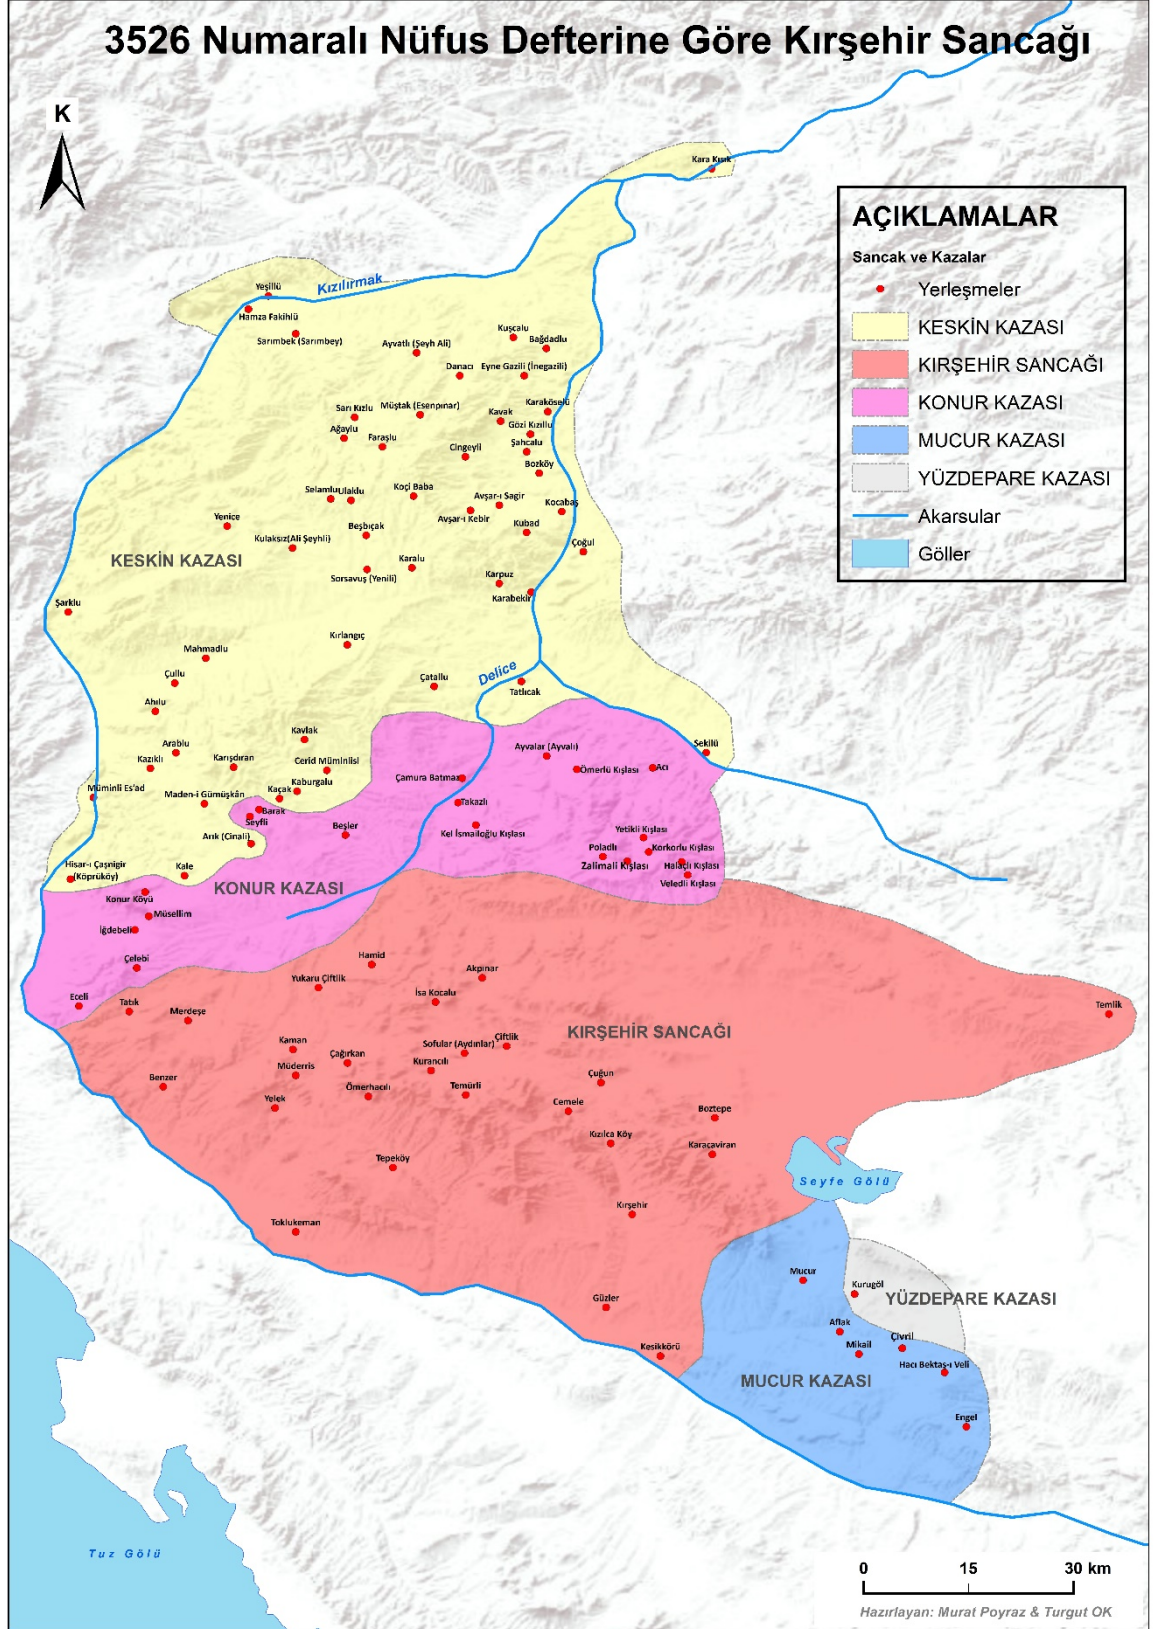 3526 Numaralı Nüfus Defterine Göre Kırşehir Sancağı
K
Kara Kısık
AÇIKLAMALAR
Sancak ve Kazalar
Yerleşmeler
KESKİN KAZASI
KIRŞEHİR SANCAĞI
KONUR KAZASI
MUCUR KAZASI
YÜZDEPARE KAZASI
Akarsular
Göller
Yeşillü
Kızılırmak
Hamza Fakihlü
Sarımbek (Sarımbey)
Ayvatlı (Şeyh Ali)
Kuşcalu
Bağdadlu
Danacı
Eyne Gazili (İnegazili)
Sarı Kızlu
Müştak (Esenpınar)
Karaköselü
Kavak
Ağaylu
Faraşlu
Gözi Kızıllu
Şahcalu
Cingeyli
Bozköy
Selamlu
Ulaklu
Koçi Baba
Avşar-ı Sagir
Kocabaş
Avşar-ı Kebir
Yenice
Beşbıçak
Kubad
Kulaksız(Ali Şeyhli)
Çoğul
KESKİN KAZASI
Karalu
Sorsavuş (Yenili)
Karpuz
Karabekir
Şarklu
Kırlangıç
Mahmadlu
Çullu
Çatallu
Delice
Tatlıcak
Ahılu
Kavlak
Arablu
Sekilü
Ayvalar (Ayvalı)
Kazıklı
Karışdıran
Cerid Müminlisi
Ömerlü Kışlası
Acı
Çamura Batmaz
Kaburgalu
Müminli Es'ad
Maden-i Gümüşkân
Kaçak
Takazlı
Barak
Seyfli
Beşler
Kel İsmailoğlu Kışlası
Yetikli Kışlası
Arık (Cinali)
Poladlı
Korkorlu Kışlası
Hisar-ı Çaşnigir
(Köprüköy)
Kale
Zalimali Kışlası
Halaçlı Kışlası
Veledli Kışlası
KONUR KAZASI
Konur Köyü
Müsellim
İğdebeli
Çelebi
Hamid
Akpınar
Yukaru Çiftlik
Eceli
Tatık
İsa Kocalu
Merdeşe
Temlik
KIRŞEHİR SANCAĞI
Kaman
Çağırkan
Sofular (Aydınlar)
Çiftlik
Müderris
Kurancılı
Benzer
Ömerhacılı
Temürli
Çuğun
Yelek
Cemele
Boztepe
Kızılca Köy
Karacaviran
Tepeköy
Seyfe Gölü
Kırşehir
Toklukeman
Mucur
Kurugöl
Güzler
YÜZDEPARE KAZASI
Aflak
Çivril
Kesikkörü
Mikail
Hacı Bektaş-ı Veli
MUCUR KAZASI
Engel
Tuz Gölü
0 15 30 km
Hazırlayan: Murat Poyraz & Turgut OK